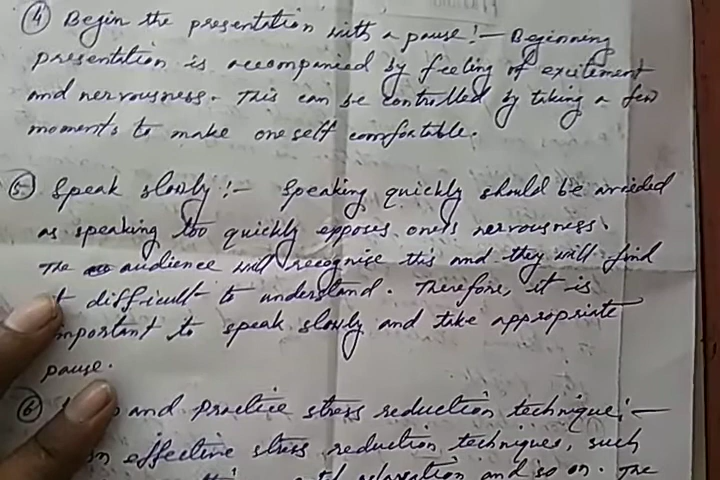 ④ Begin the presentation with a pause :- Beginning
presentation is accompanied by feeling of excitement
and nervousness. This can be controlled by taking a few
moments to make one self comfortable.
⑤ Speak slowly :- Speaking quickly should be avoided
as speaking too quickly exposes one's nervousness.
The audience will recognise this and they will find
difficult to understand. Therefore, it is
important to speak slowly and take appropriate
pause.
⑥ and practice stress reduction technique :-
effective stress reduction techniques, such
relaxation and so on. The